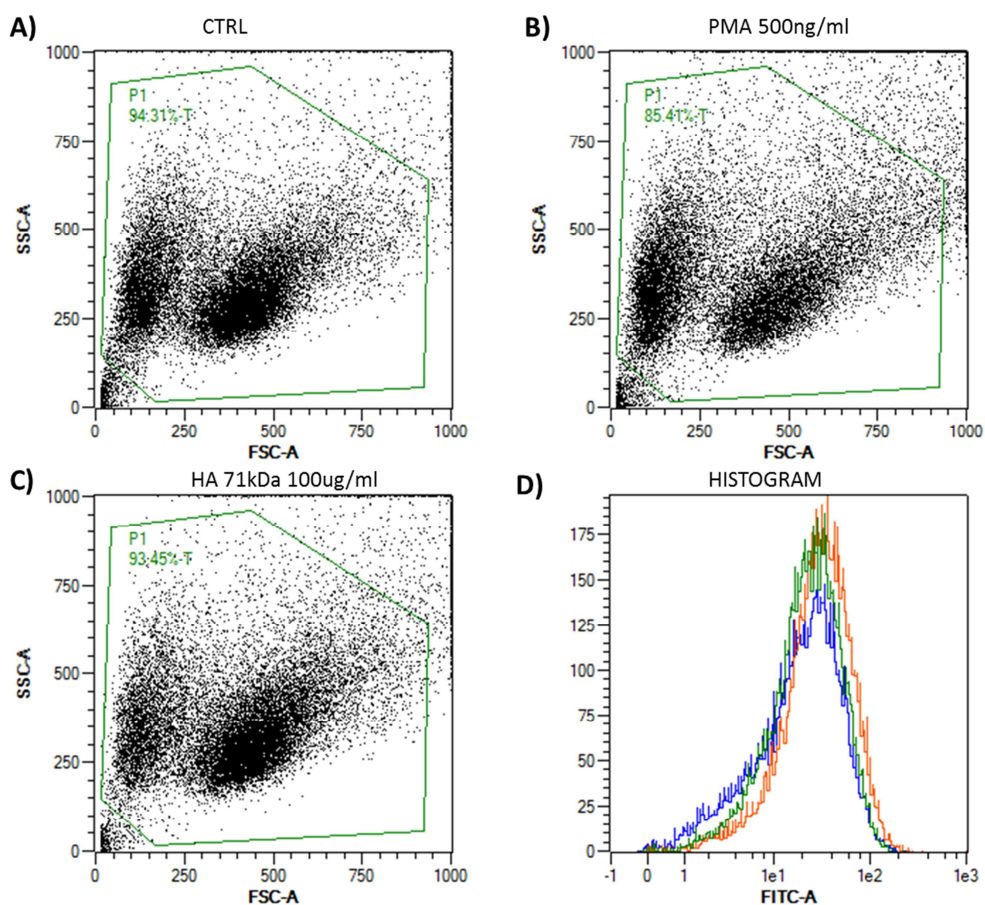 A) CTRL
1000
P1
94.31%-T
750
SSC-A
500
250
0
0 250 500 750 1000
FSC-A
B) PMA 500ng/ml
1000
P1
85.41%-T
750
SSC-A
500
250
0
0 250 500 750 1000
FSC-A
C) HA 71kDa 100ug/ml
1000
P1
93.45%-T
750
SSC-A
500
250
0
0 250 500 750 1000
FSC-A
D) HISTOGRAM
175
150
125
100
75
50
25
0
-1 0 1 1e1 1e2 1e3
FITC-A